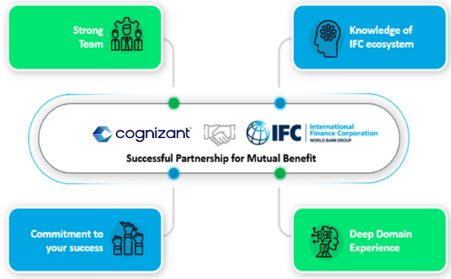 Strong
Team
Knowledge of
IFC ecosystem
cognizant
IFC
International
Finance Corporation
WORLD BANK GROUP
Successful Partnership for Mutual Benefit
Commitment to
your success
Deep Domain
Experience